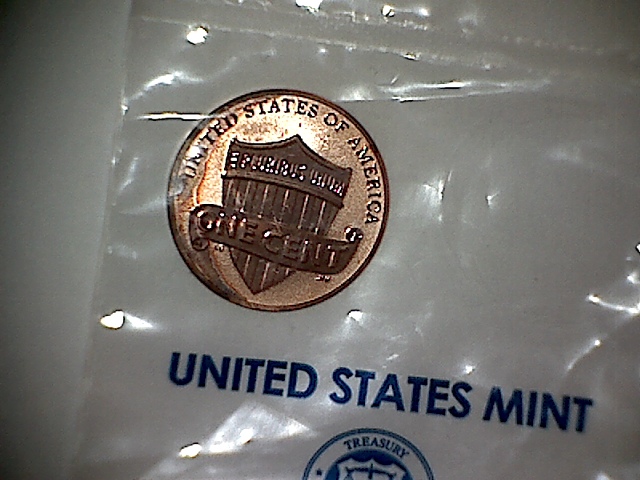 UNITED STATES OF AMERICA
E PLURIBUS UNUM
ONE CENT
UNITED STATES MINT
TREASURY